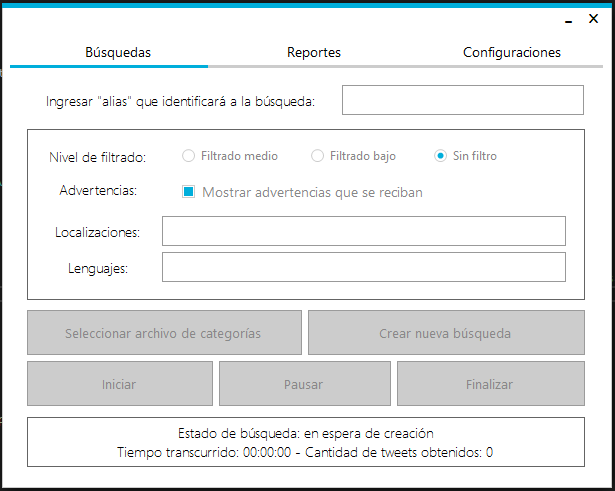 Búsquedas Reportes Configuraciones
Ingresar "alias" que identificará a la búsqueda:
Nivel de filtrado: Filtrado medio Filtrado bajo Sin filtro
Advertencias: Mostrar advertencias que se reciban
Localizaciones:
Lenguajes:
Seleccionar archivo de categorías Crear nueva búsqueda
Iniciar Pausar Finalizar
Estado de búsqueda: en espera de creación
Tiempo transcurrido: 00:00:00 - Cantidad de tweets obtenidos: 0